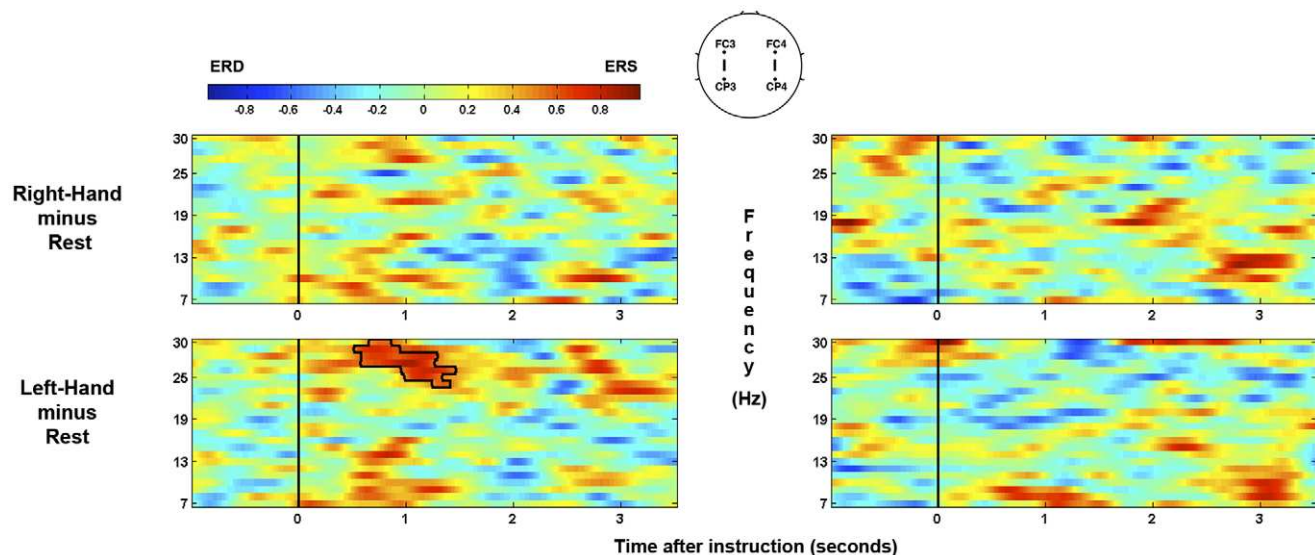 FC3 FC4
CP3 CP4
ERD ERS
-0.8 -0.6 -0.4 -0.2 0 0.2 0.4 0.6 0.8
Right-Hand
minus
Rest
30
25
19
13
7
0 1 2 3
30
25
19
13
7
0 1 2 3
Frequency
(Hz)
Left-Hand
minus
Rest
30
25
19
13
7
0 1 2 3
30
25
19
13
7
0 1 2 3
Time after instruction (seconds)